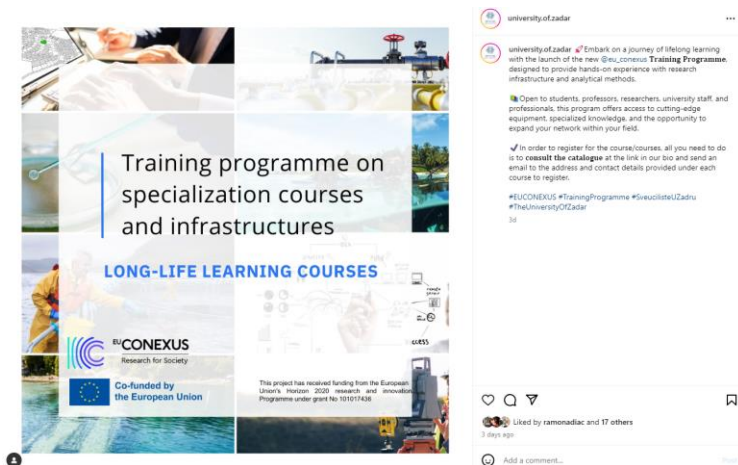 Training programme on
specialization courses
and infrastructures
LONG-LIFE LEARNING COURSES
EU CONEXUS
Research for Society
Co-funded by
the European Union
This project has received funding from the European
Union's Horizon 2020 research and innovation
Programme under grant No 101017436
university.of.zadar
university.of.zadar 🚀Embark on a journey of lifelong learning
with the launch of the new @eu_conexus Training Programme,
designed to provide hands-on experience with research
infrastructure and analytical methods.
Open to students, professors, researchers, university staff, and
professionals, this program offers access to cutting-edge
equipment, specialized knowledge, and the opportunity to
expand your network within your field.
✔In order to register for the course/courses, all you need to do
is to consult the catalogue at the link in our bio and send an
email to the address and contact details provided under each
course to register.
#EUCONEXUS #TrainingProgramme #SveucilisteUZadru
#TheUniversityOfZadar
3d
Liked by ramonadiac and 17 others
3 days ago
Add a comment...
Post